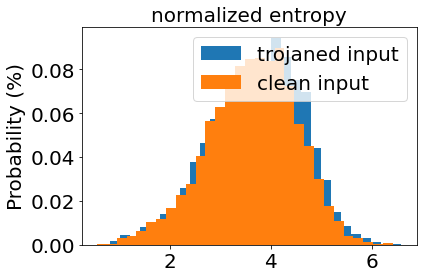 normalized entropy
trojaned input
clean input
Probability (%)
0.08
0.06
0.04
0.02
0.00
2 4 6